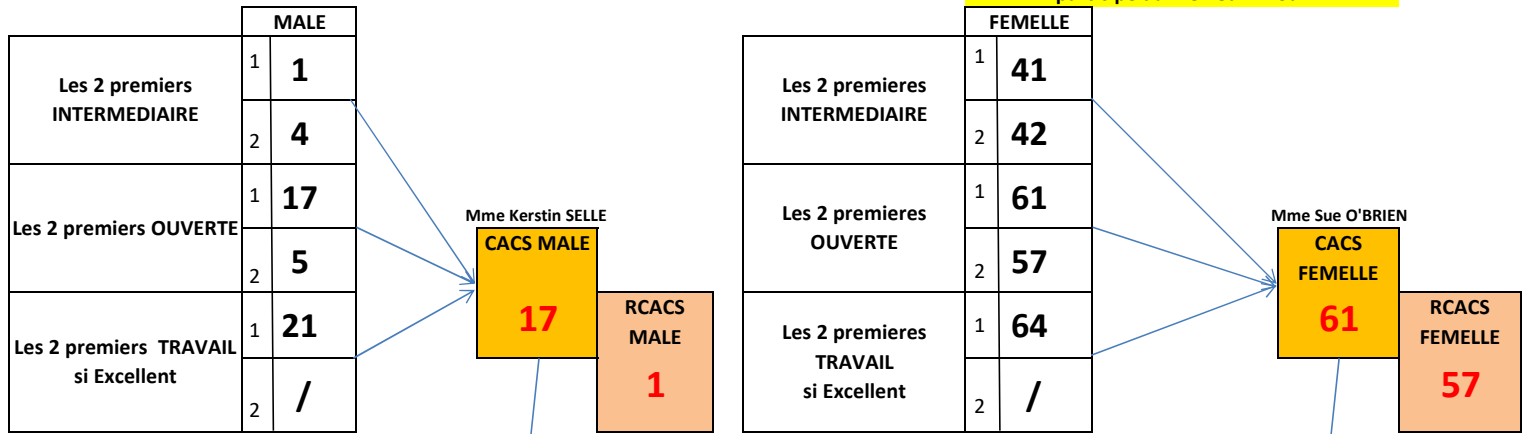 MALE
Les 2 premiers
INTERMEDIAIRE
1 1
2 4
Les 2 premiers OUVERTE
1 17
2 5
Les 2 premiers TRAVAIL
si Excellent
1 21
2 /
Mme Kerstin SELLE
CACS MALE
17
RCACS
MALE
1
FEMELLE
Les 2 premieres
INTERMEDIAIRE
1 41
2 42
Les 2 premieres
OUVERTE
1 61
2 57
Les 2 premieres
TRAVAIL
si Excellent
1 64
2 /
Mme Sue O'BRIEN
CACS
FEMELLE
61
RCACS
FEMELLE
57